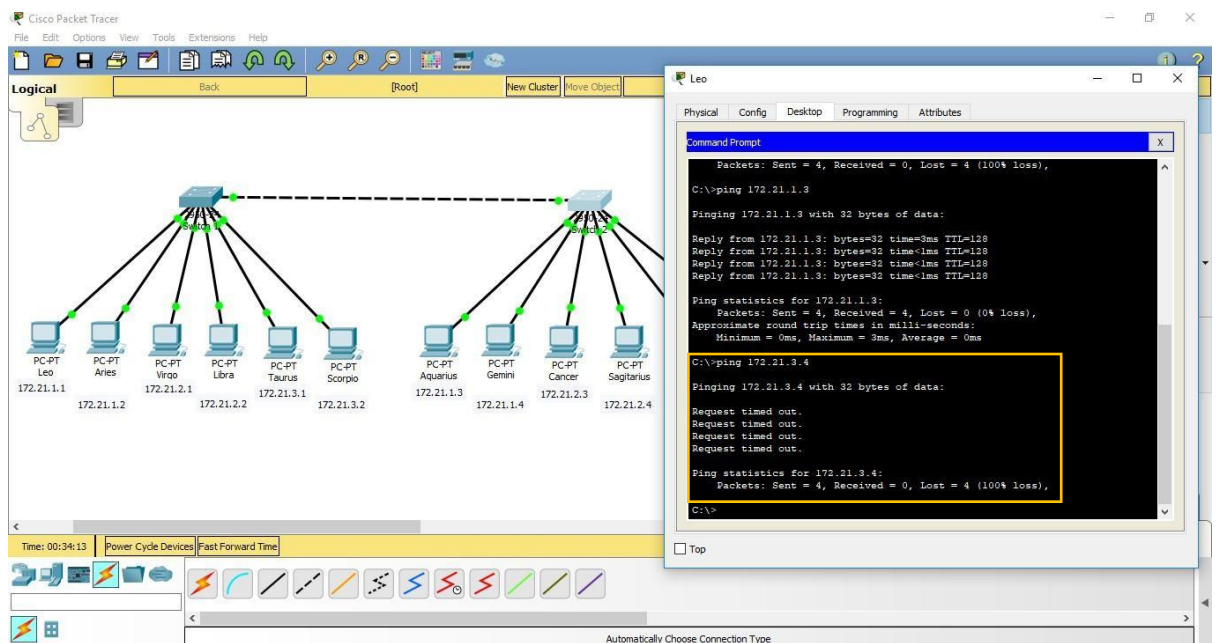 Cisco Packet Tracer
File Edit Options View Tools Extensions Help
Logical
Back
[Root]
New Cluster
Move Object
Switch 1
Switch 2
PC-PT
Leo
172.21.1.1
PC-PT
Aries
172.21.1.2
PC-PT
Virgo
172.21.2.1
PC-PT
Libra
172.21.2.2
PC-PT
Taurus
172.21.3.1
PC-PT
Scorpio
172.21.3.2
PC-PT
Aquarius
172.21.1.3
PC-PT
Gemini
172.21.1.4
PC-PT
Cancer
172.21.2.3
PC-PT
Sagitarius
172.21.2.4
Leo
Physical Config Desktop Programming Attributes
Command Prompt
X
Packets: Sent = 4, Received = 0, Lost = 4 (100% loss),
C:\>ping 172.21.1.3
Pinging 172.21.1.3 with 32 bytes of data:
Reply from 172.21.1.3: bytes=32 time=3ms TTL=128
Reply from 172.21.1.3: bytes=32 time<1ms TTL=128
Reply from 172.21.1.3: bytes=32 time<1ms TTL=128
Reply from 172.21.1.3: bytes=32 time<1ms TTL=128
Ping statistics for 172.21.1.3:
Packets: Sent = 4, Received = 4, Lost = 0 (0% loss),
Approximate round trip times in milli-seconds:
Minimum = 0ms, Maximum = 3ms, Average = 0ms
C:\>ping 172.21.3.4
Pinging 172.21.3.4 with 32 bytes of data:
Request timed out.
Request timed out.
Request timed out.
Request timed out.
Ping statistics for 172.21.3.4:
Packets: Sent = 4, Received = 0, Lost = 4 (100% loss),
C:\>
Top
Time: 00:34:13
Power Cycle Devices
Fast Forward Time
Automatically Choose Connection Type